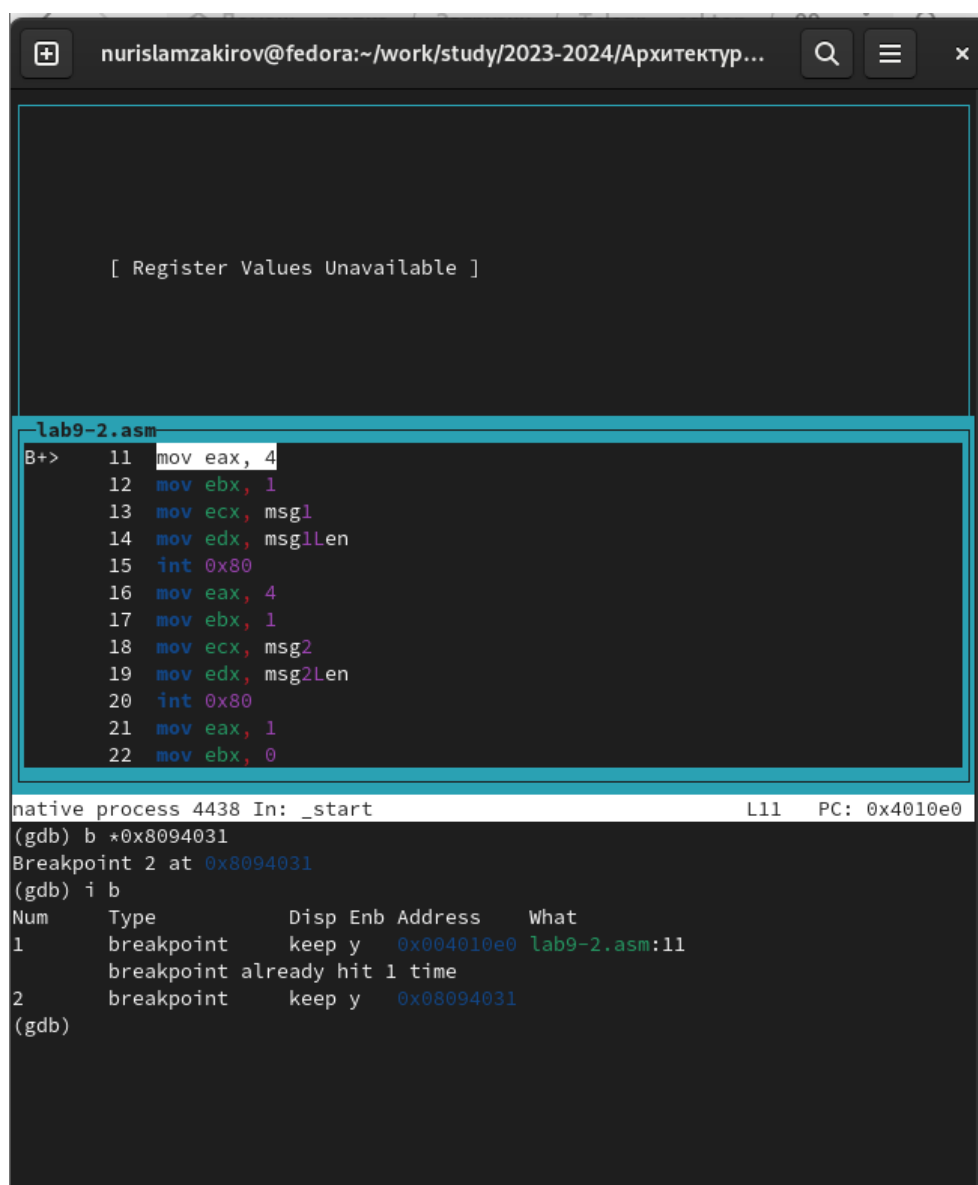 nurislamzakirov@fedora:~/work/study/2023-2024/Архитектур...
[ Register Values Unavailable ]
lab9-2.asm
B+> 11 mov eax, 4
12 mov ebx, 1
13 mov ecx, msg1
14 mov edx, msg1Len
15 int 0x80
16 mov eax, 4
17 mov ebx, 1
18 mov ecx, msg2
19 mov edx, msg2Len
20 int 0x80
21 mov eax, 1
22 mov ebx, 0
native process 4438 In: _start L11 PC: 0x4010e0
(gdb) b *0x8094031
Breakpoint 2 at 0x8094031
(gdb) i b
Num Type Disp Enb Address What
1 breakpoint keep y 0x004010e0 lab9-2.asm:11
breakpoint already hit 1 time
2 breakpoint keep y 0x08094031
(gdb)